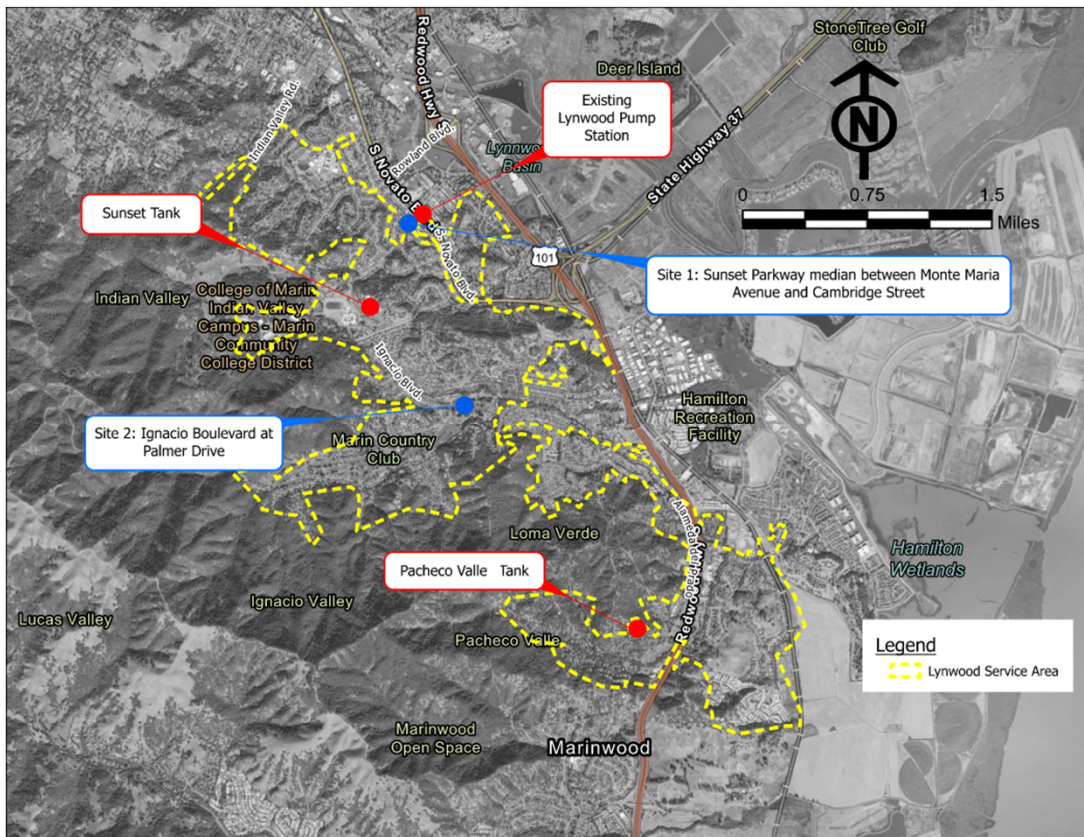 StoneTree Golf
Club
Deer Island
Redwood Hwy S
Indian Valley Rd.
Existing
Lynwood Pump
Station
N
Rowland Blvd.
S Novato Blvd
State Highway 37
0 0.75 1.5
Miles
Sunset Tank
S. Novato Blvd.
101
Site 1: Sunset Parkway median between Monte Maria
Avenue and Cambridge Street
Indian Valley
College of Marin
Indian Valley
Campus - Marin
Community
College District
Ignacio Blvd.
Hamilton
Recreation
Facility
Site 2: Ignacio Boulevard at
Palmer Drive
Marin Country
Club
Loma Verde
Alameda del Prado
Redwood Hwy S
Hamilton
Wetlands
Pacheco Valle Tank
Ignacio Valley
Lucas Valley
Pacheco Valle
Legend
Lynwood Service Area
Marinwood
Open Space
Marinwood